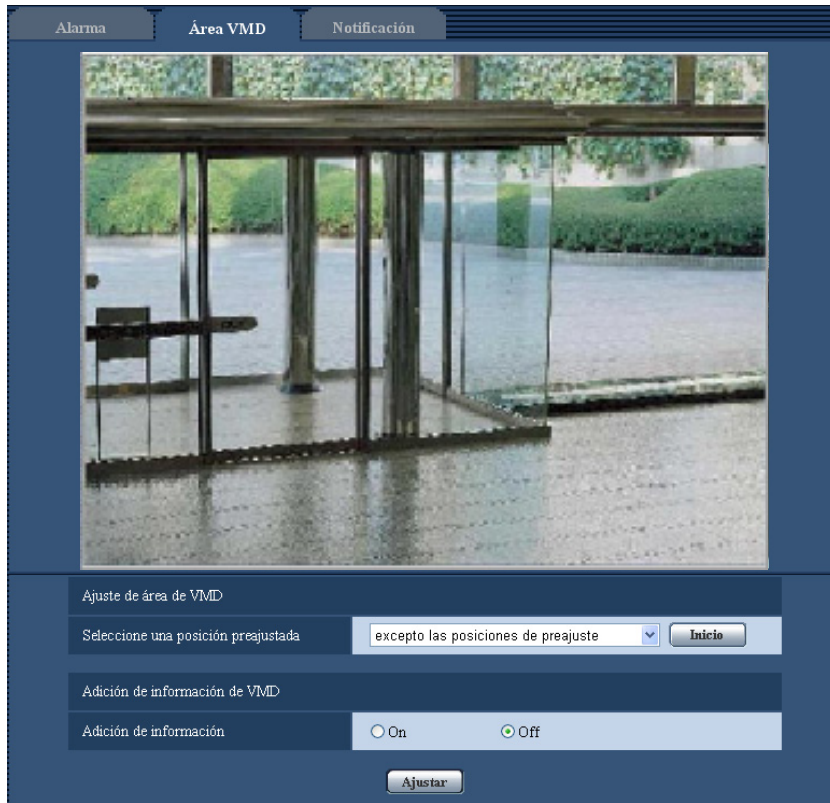 Alarma
Área VMD
Notificación
Ajuste de área de VMD
Seleccione una posición preajustada
excepto las posiciones de preajuste
Inicio
Adición de información de VMD
Adición de información
On
Off
Ajustar